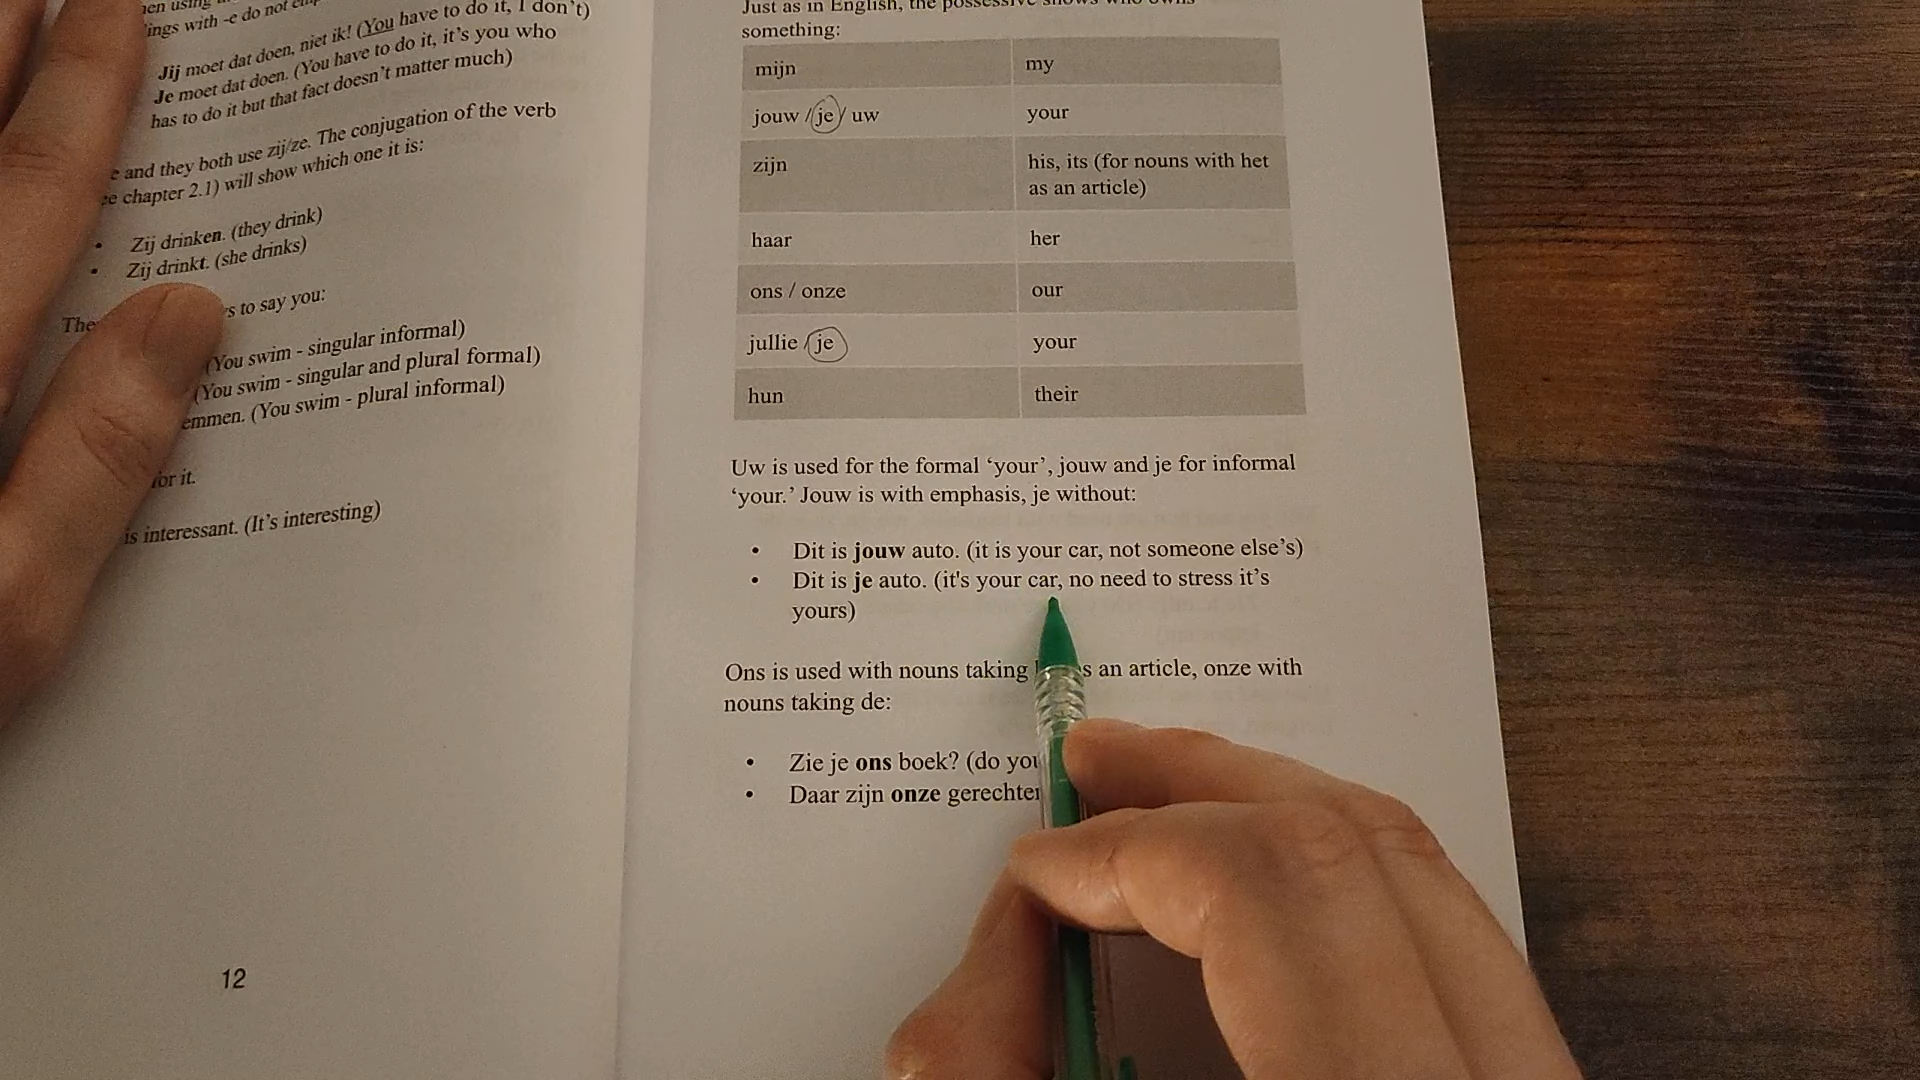 ings with -e do not
Jij moet dat doen, niet ik! (You have to do it, I don't)
Je moet dat doen. (You have to do it, it's you who
has to do it but that fact doesn't matter much)
and they both use zij/ze. The conjugation of the verb
chapter 2.1) will show which one it is:
• Zij drinken. (they drink)
• Zij drinkt. (she drinks)
to say you:
(You swim - singular informal)
(You swim - singular and plural formal)
emmen. (You swim - plural informal)
for it.
is interessant. (It's interesting)
12
Just as in English, the possessive shows who owns
something:
mijn my
jouw / je / uw your
zijn his, its (for nouns with het
as an article)
haar her
ons / onze our
jullie / je your
hun their
Uw is used for the formal ‘your’, jouw and je for informal
‘your.’ Jouw is with emphasis, je without:
• Dit is jouw auto. (it is your car, not someone else’s)
• Dit is je auto. (it's your car, no need to stress it’s
yours)
Ons is used with nouns taking an article, onze with
nouns taking de:
• Zie je ons boek? (do you
• Daar zijn onze